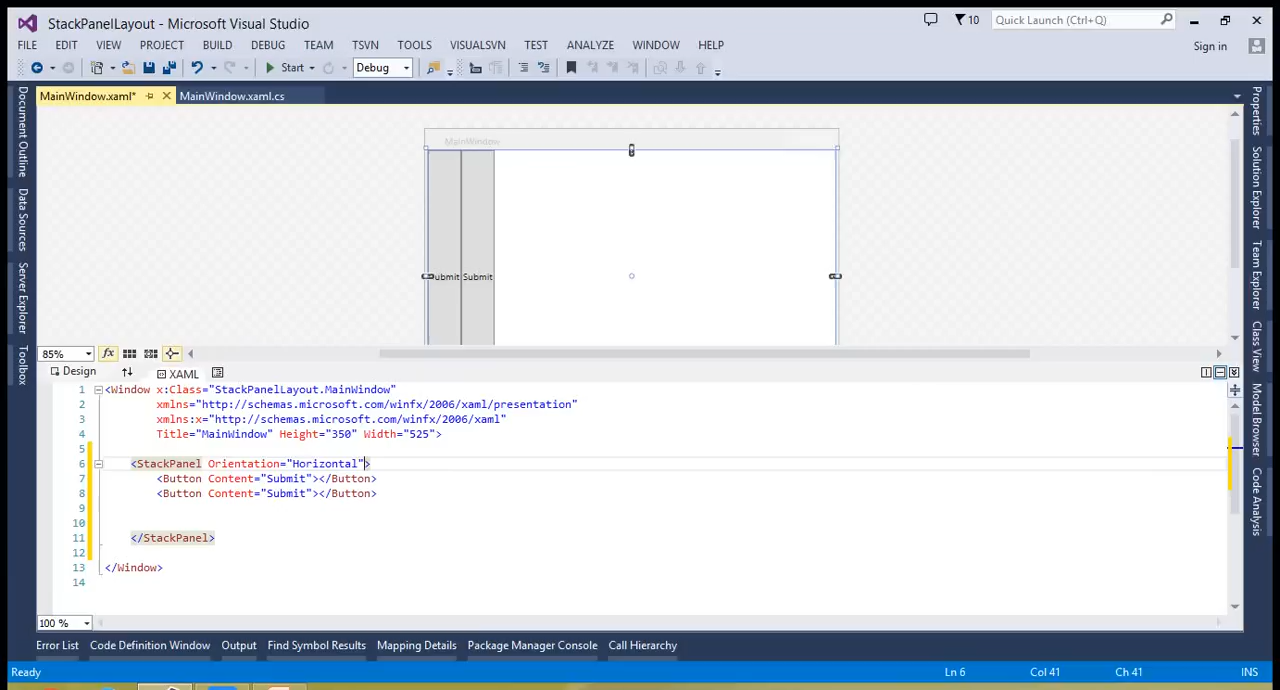 StackPanelLayout - Microsoft Visual Studio
10
Quick Launch (Ctrl+Q)
FILE EDIT VIEW PROJECT BUILD DEBUG TEAM TSVN TOOLS VISUALSVN TEST ANALYZE WINDOW HELP
Sign in
Start Debug
MainWindow.xaml* MainWindow.xaml.cs
Document Outline
Data Sources
Server Explorer
Toolbox
MainWindow
ubmit Submit
Properties
Solution Explorer
Team Explorer
Class View
Model Browser
Code Analysis
85% fx
Design XAML
1 <Window x:Class="StackPanelLayout.MainWindow"
2 xmlns="http://schemas.microsoft.com/winfx/2006/xaml/presentation"
3 xmlns:x="http://schemas.microsoft.com/winfx/2006/xaml"
4 Title="MainWindow" Height="350" Width="525">
5
6 <StackPanel Orientation="Horizontal">
7 <Button Content="Submit"></Button>
8 <Button Content="Submit"></Button>
9
10
11 </StackPanel>
12
13 </Window>
14
100 %
Error List Code Definition Window Output Find Symbol Results Mapping Details Package Manager Console Call Hierarchy
Ready Ln 6 Col 41 Ch 41 INS